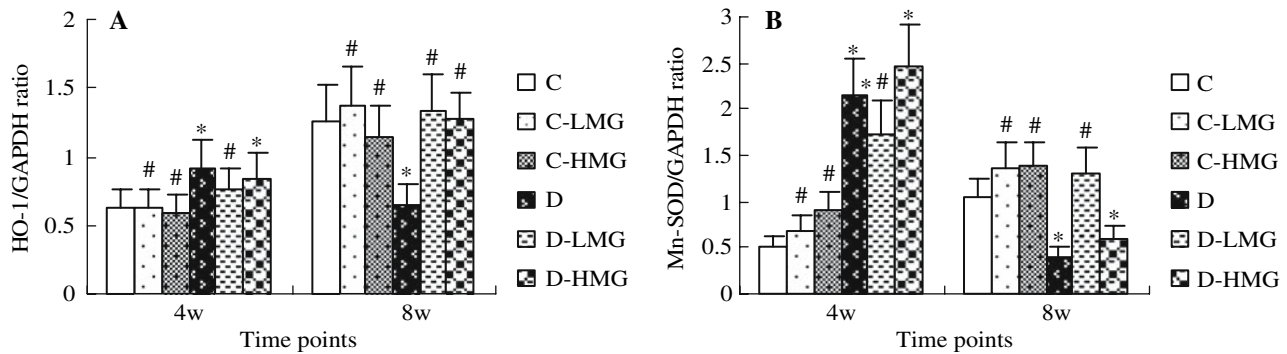 A
HO-1/GAPDH ratio
2
1.5
1
0.5
0
# # * # * # # * # #
4w 8w
Time points
C
C-LMG
C-HMG
D
D-LMG
D-HMG
B
Mn-SOD/GAPDH ratio
3
2.5
2
1.5
1
0.5
0
# # * * # * # # * # *
4w 8w
Time points
C
C-LMG
C-HMG
D
D-LMG
D-HMG